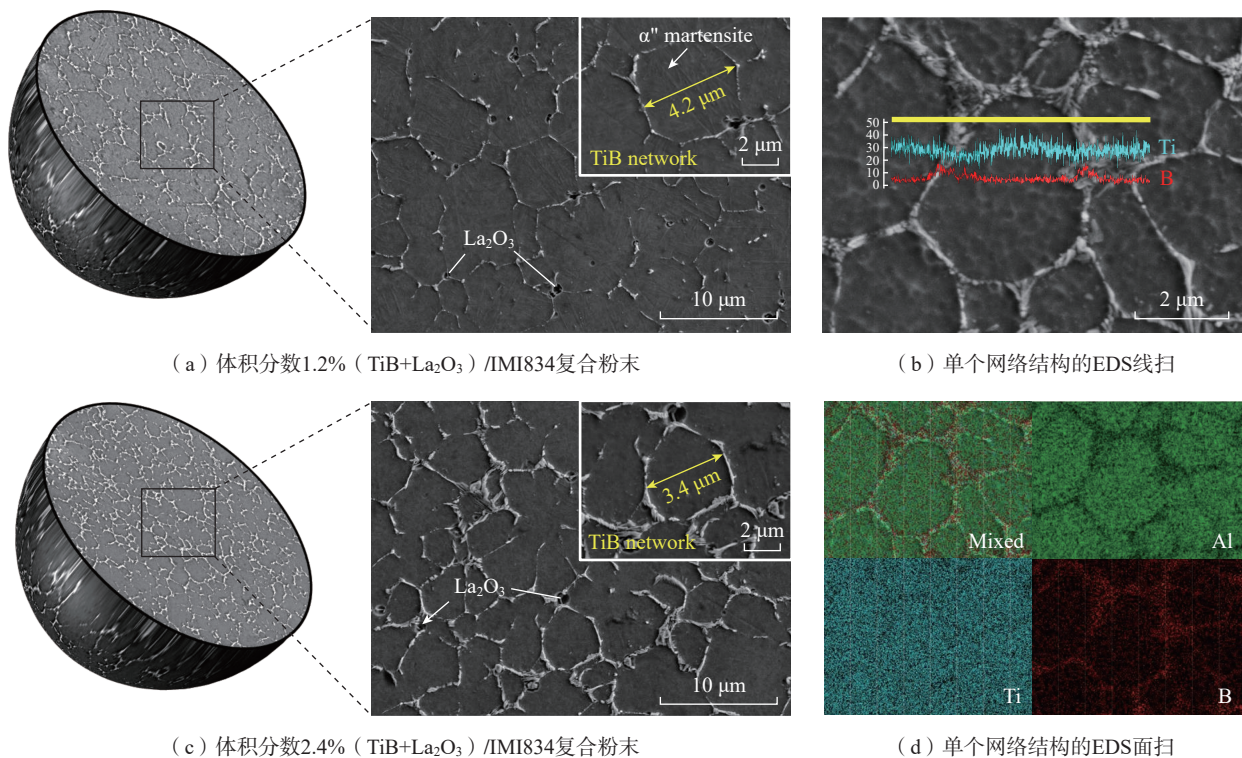 α" martensite
4.2 μm
2 μm
TiB network
La₂O₃
10 μm
50
40
30
20
10
0
Ti
B
2 μm
（a）体积分数1.2%（TiB+La₂O₃）/IMI834复合粉末
（b）单个网络结构的EDS线扫
3.4 μm
2 μm
TiB network
La₂O₃
10 μm
Mixed
Al
Ti
B
（c）体积分数2.4%（TiB+La₂O₃）/IMI834复合粉末
（d）单个网络结构的EDS面扫